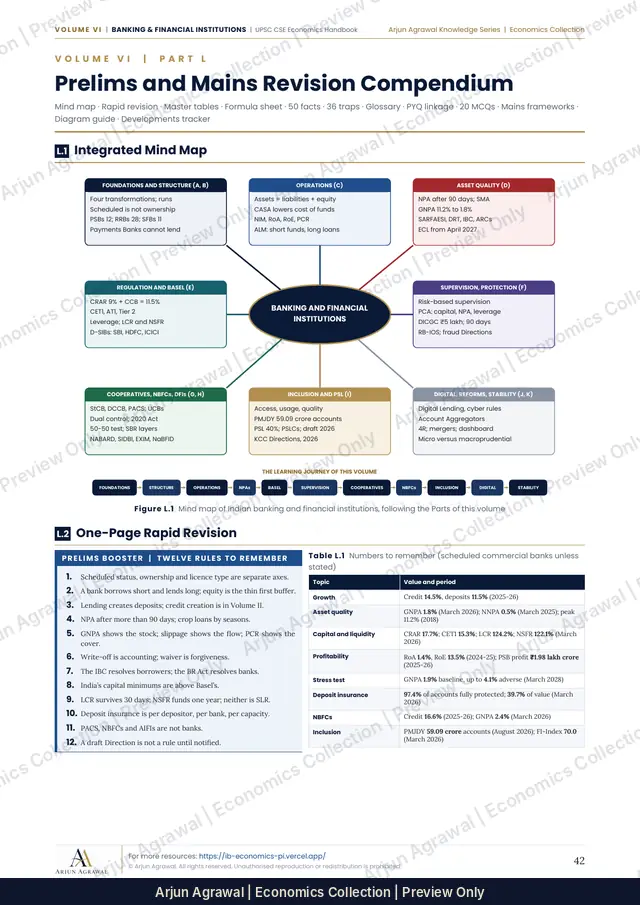 VOLUME VI | BANKING & FINANCIAL INSTITUTIONS | UPSC CSE Economics Handbook
Arjun Agrawal Knowledge Series | Economics Collection
VOLUME VI | PART L
Prelims and Mains Revision Compendium
Mind map · Rapid revision · Master tables · Formula sheet · 50 facts · 36 traps · Glossary · PYQ linkage · 20 MCQs · Mains frameworks ·
Diagram guide · Developments tracker
L.1 Integrated Mind Map
FOUNDATIONS AND STRUCTURE (A, B)
Four transformations; runs
Scheduled is not ownership
PSBs 12; RRBs 28; SFBs 11
Payments Banks cannot lend
OPERATIONS (C)
Assets = liabilities + equity
CASA lowers cost of funds
NIM, RoA, RoE, PCR
ALM: short funds, long loans
ASSET QUALITY (D)
NPA after 90 days; SMA
GNPA 11.2% to 1.8%
SARFAESI, DRT, IBC, ARCs
ECL from April 2027
REGULATION AND BASEL (E)
CRAR 9% + CCB = 11.5%
CET1, AT1, Tier 2
Leverage; LCR and NSFR
D-SIBs: SBI, HDFC, ICICI
BANKING AND FINANCIAL
INSTITUTIONS
SUPERVISION, PROTECTION (F)
Risk-based supervision
PCA: capital, NPA, leverage
DICGC ₹5 lakh; 90 days
RB-IOS; fraud Directions
COOPERATIVES, NBFCs, DFIs (G, H)
StCB, DCCB, PACS; UCBs
Dual control; 2020 Act
50-50 test; SBR layers
NABARD, SIDBI, EXIM, NaBFID
INCLUSION AND PSL (I)
Access, usage, quality
PMJDY 59.09 crore accounts
PSL 40%; PSLCs; draft 2026
KCC Directions, 2026
DIGITAL, REFORMS, STABILITY (J, K)
Digital Lending, cyber rules
Account Aggregators
4R; mergers; dashboard
Micro versus macroprudential
THE LEARNING JOURNEY OF THIS VOLUME
FOUNDATIONS STRUCTURE OPERATIONS NPAs BASEL SUPERVISION COOPERATIVES NBFCs INCLUSION DIGITAL STABILITY
Figure L.1 Mind map of Indian banking and financial institutions, following the Parts of this volume
L.2 One-Page Rapid Revision
PRELIMS BOOSTER | TWELVE RULES TO REMEMBER
1. Scheduled status, ownership and licence type are separate axes.
2. A bank borrows short and lends long; equity is the thin first buffer.
3. Lending creates deposits; credit creation is in Volume II.
4. NPA after more than 90 days; crop loans by seasons.
5. GNPA shows the stock; slippage shows the flow; PCR shows the
cover.
6. Write-off is accounting; waiver is forgiveness.
7. The IBC resolves borrowers; the BR Act resolves banks.
8. India's capital minimums are above Basel's.
9. LCR survives 30 days; NSFR funds one year; neither is SLR.
10. Deposit insurance is per depositor, per bank, per capacity.
11. PACS, NBFCs and AIFIs are not banks.
12. A draft Direction is not a rule until notified.
Table L.1 Numbers to remember (scheduled commercial banks unless
stated)
Topic Value and period
Growth Credit 14.5%, deposits 11.5% (2025-26)
Asset quality GNPA 1.8% (March 2026); NNPA 0.5% (March 2025); peak
11.2% (2018)
Capital and liquidity CRAR 17.7%; CET1 15.3%; LCR 124.2%; NSFR 122.1% (March
2026)
Profitability RoA 1.4%, RoE 13.5% (2024-25); PSB profit ₹1.98 lakh crore
(2025-26)
Stress test GNPA 1.9% baseline, up to 4.1% adverse (March 2028)
Deposit insurance 97.4% of accounts fully protected; 39.7% of value (March
2026)
NBFCs Credit 16.6% (2025-26); GNPA 2.4% (March 2026)
Inclusion PMJDY 59.09 crore accounts (August 2026); FI-Index 70.0
(March 2026)
ARJUN AGRAWAL
For more resources: https://ib-economics-pi.vercel.app/
© Arjun Agrawal. All rights reserved. Unauthorised reproduction or redistribution is prohibited.
42
Arjun Agrawal | Economics Collection | Preview Only